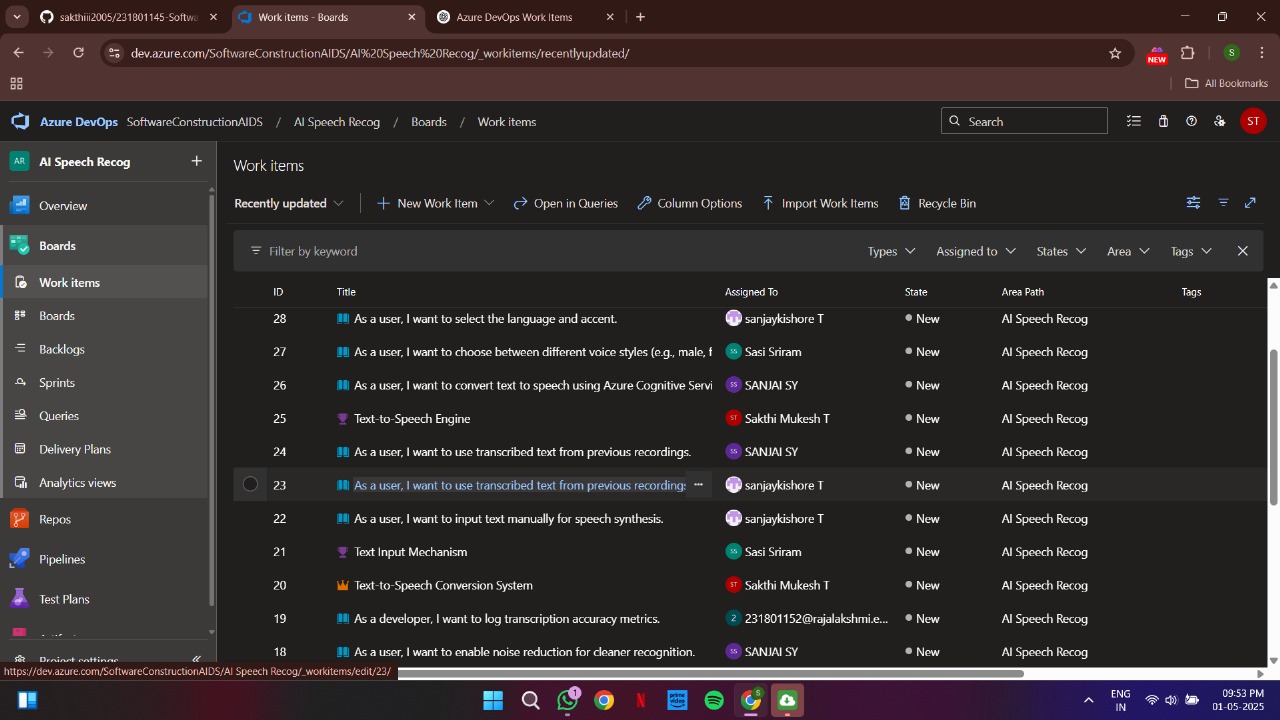 sakthiii2005/231801145-Softwa
Work items - Boards
Azure DevOps Work Items
dev.azure.com/SoftwareConstructionAIDS/AI%20Speech%20Recog/_workitems/recentlyupdated/
NEW
S
All Bookmarks
Azure DevOps SoftwareConstructionAIDS / AI Speech Recog / Boards / Work items
Search
ST
AR AI Speech Recog
Overview
Boards
Work items
Boards
Backlogs
Sprints
Queries
Delivery Plans
Analytics views
Repos
Pipelines
Test Plans
Work items
Recently updated New Work Item Open in Queries Column Options Import Work Items Recycle Bin
Filter by keyword Types Assigned to States Area Tags
ID Title Assigned To State Area Path Tags
28 As a user, I want to select the language and accent. sanjaykishore T New AI Speech Recog
27 As a user, I want to choose between different voice styles (e.g., male, f SS Sasi Sriram New AI Speech Recog
26 As a user, I want to convert text to speech using Azure Cognitive Servi SS SANJAI SY New AI Speech Recog
25 Text-to-Speech Engine ST Sakthi Mukesh T New AI Speech Recog
24 As a user, I want to use transcribed text from previous recordings. SS SANJAI SY New AI Speech Recog
23 As a user, I want to use transcribed text from previous recordings sanjaykishore T New AI Speech Recog
22 As a user, I want to input text manually for speech synthesis. sanjaykishore T New AI Speech Recog
21 Text Input Mechanism SS Sasi Sriram New AI Speech Recog
20 Text-to-Speech Conversion System ST Sakthi Mukesh T New AI Speech Recog
19 As a developer, I want to log transcription accuracy metrics. 2 231801152@rajalakshmi.e... New AI Speech Recog
18 As a user, I want to enable noise reduction for cleaner recognition. SS SANJAI SY New AI Speech Recog
Project settings
https://dev.azure.com/SoftwareConstructionAIDS/AI Speech Recog/_workitems/edit/23/
1
S
ENG
IN
09:53 PM
01-05-2025